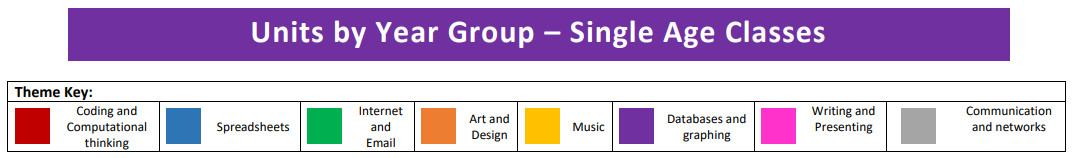 Units by Year Group – Single Age Classes
Theme Key:
Coding and
Computational
thinking
Spreadsheets
Internet
and
Email
Art and
Design
Music
Databases and
graphing
Writing and
Presenting
Communication
and networks